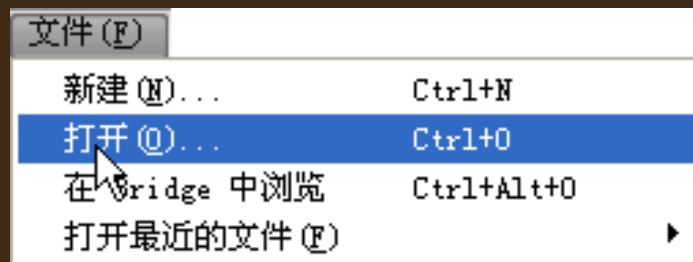 文件(F)
新建(N)... Ctrl+N
打开(O)... Ctrl+O
在 Bridge 中浏览 Ctrl+Alt+O
打开最近的文件(F)